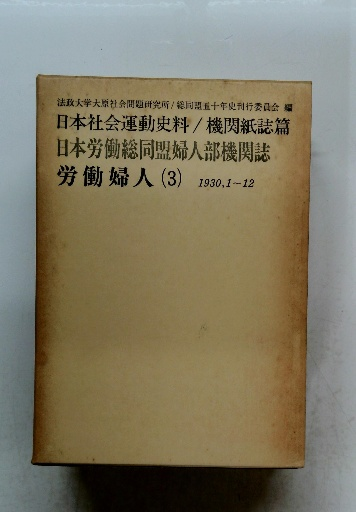 法政大学大原社会問題研究所/総同盟五十年史刊行委員会 編
日本社会運動史料/機関紙誌篇
日本労働総同盟婦人部機関誌
労働婦人(3) 1930.1~12